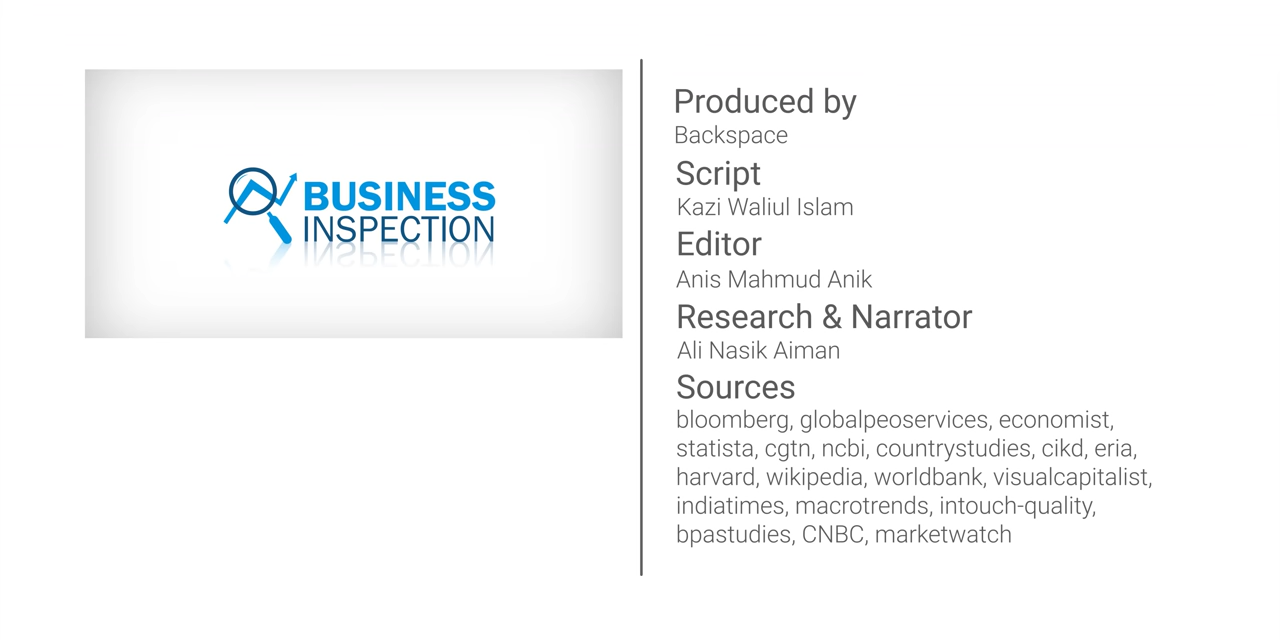 BUSINESS
INSPECTION
Produced by
Backspace
Script
Kazi Waliul Islam
Editor
Anis Mahmud Anik
Research & Narrator
Ali Nasik Aiman
Sources
bloomberg, globalpeoservices, economist,
statista, cgtn, ncbi, countrystudies, cikd, eria,
harvard, wikipedia, worldbank, visualcapitalist,
indiatimes, macrotrends, intouch-quality,
bpastudies, CNBC, marketwatch